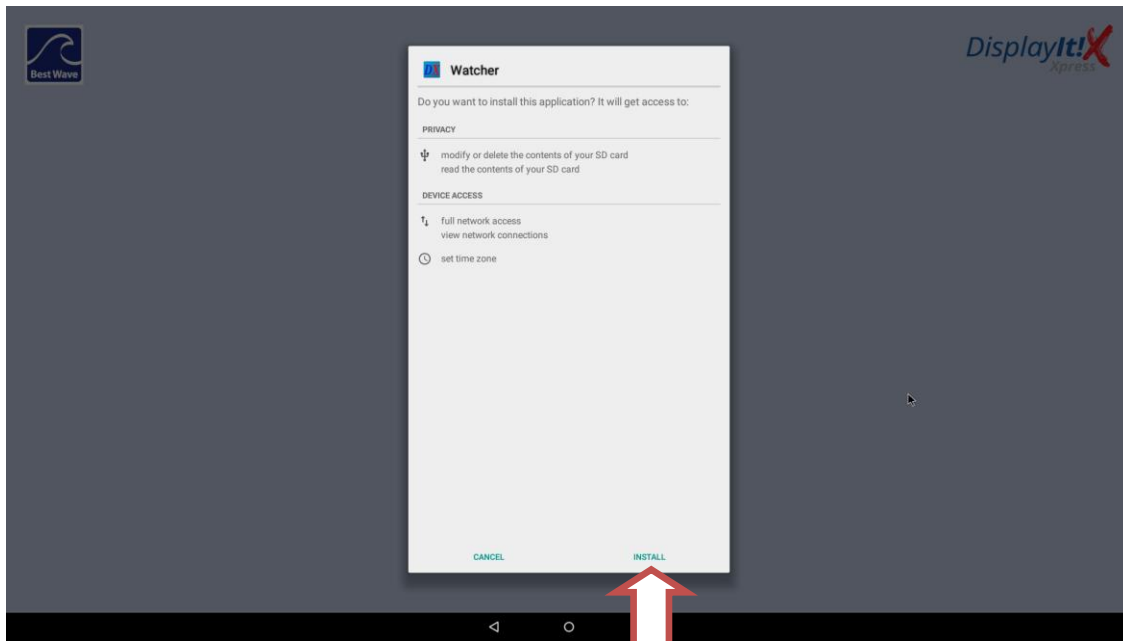 Best Wave
DisplayIt!X
Xpress
DX Watcher
Do you want to install this application? It will get access to:
PRIVACY
modify or delete the contents of your SD card
read the contents of your SD card
DEVICE ACCESS
full network access
view network connections
set time zone
CANCEL INSTALL